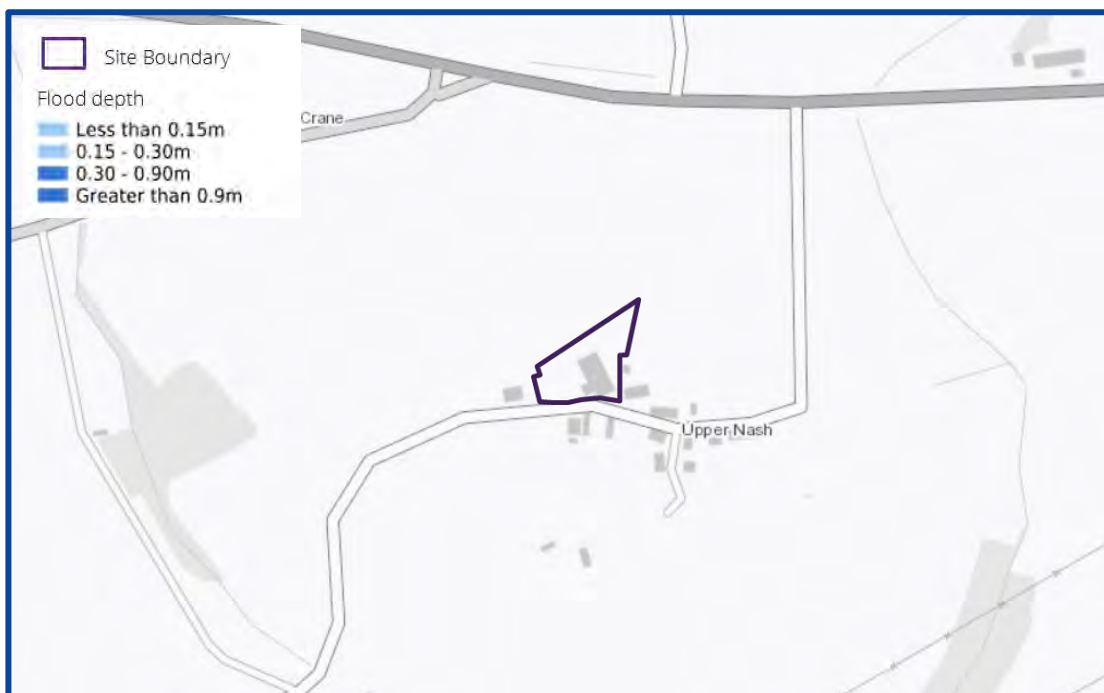 Site Boundary
Flood depth
Less than 0.15m
0.15 - 0.30m
0.30 - 0.90m
Greater than 0.9m
Crane
Upper Nash